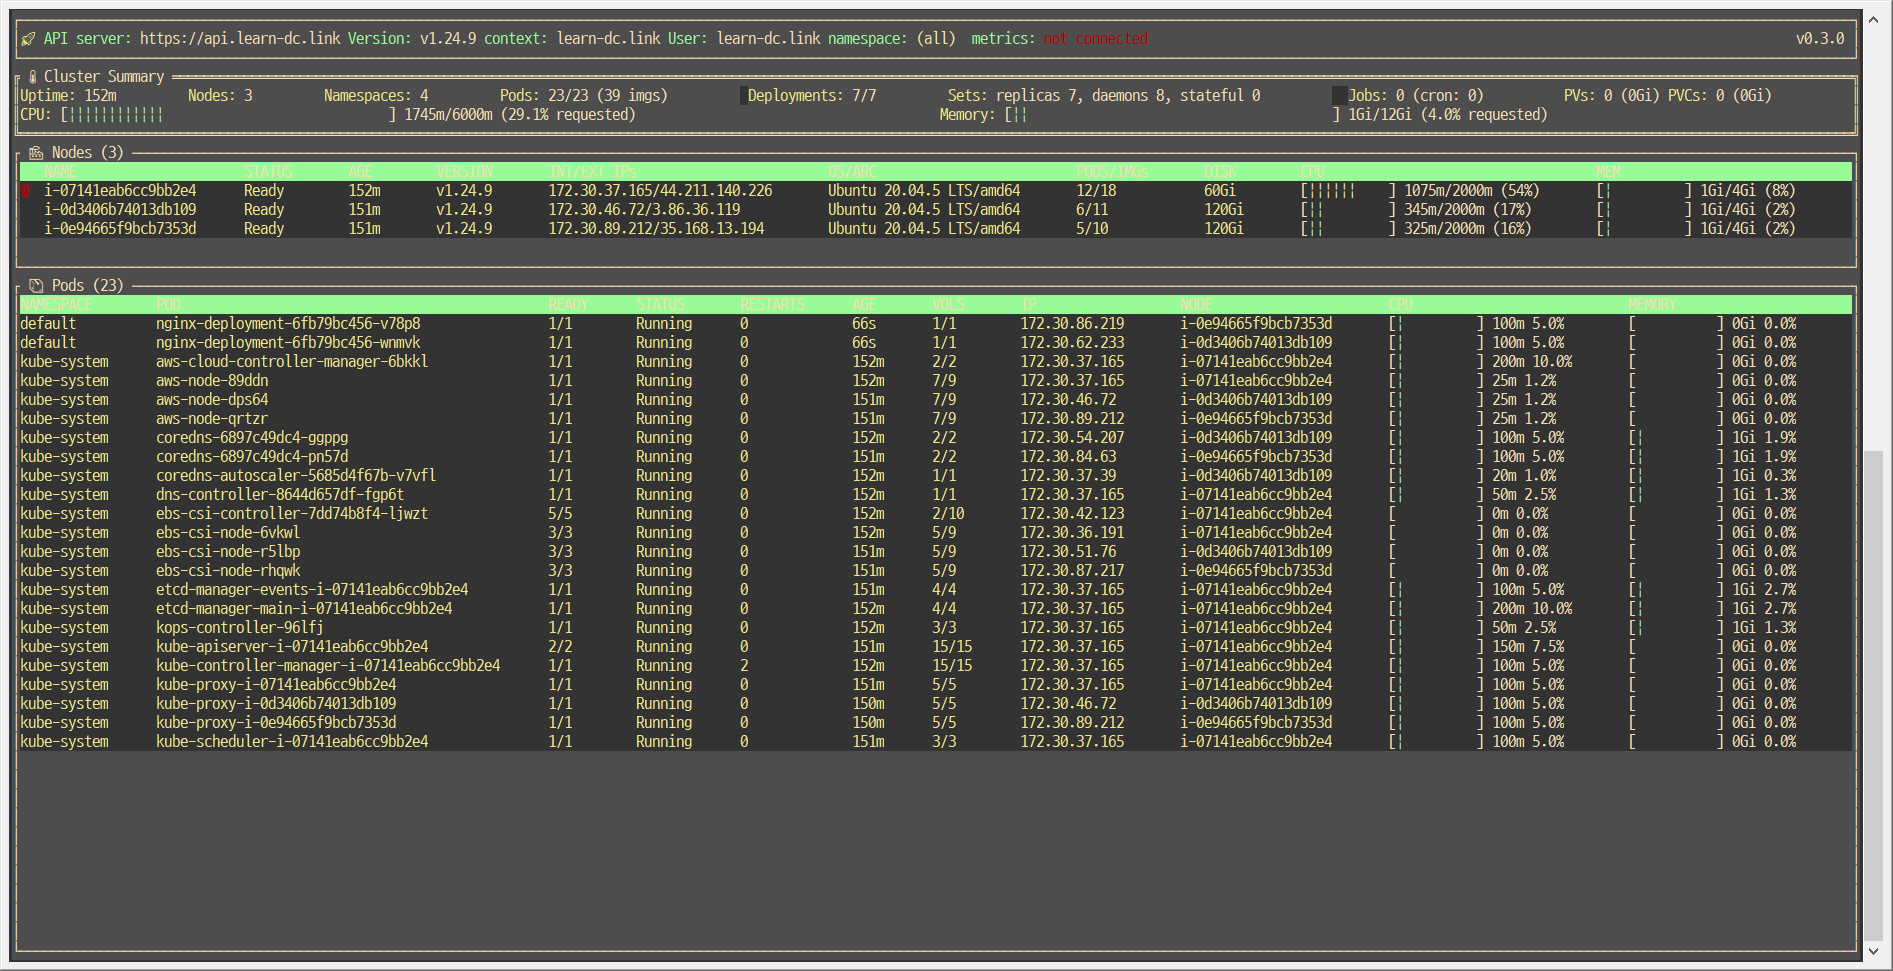 API server: https://api.learn-dc.link Version: v1.24.9 context: learn-dc.link User: learn-dc.link namespace: (all) metrics: not connected v0.3.0
Cluster Summary
Uptime: 152m Nodes: 3 Namespaces: 4 Pods: 23/23 (39 imgs) Deployments: 7/7 Sets: replicas 7, daemons 8, stateful 0 Jobs: 0 (cron: 0) PVs: 0 (0Gi) PVCs: 0 (0Gi)
CPU: [¦¦¦¦¦¦¦¦¦¦¦¦ ] 1745m/6000m (29.1% requested) Memory: [¦¦ ] 1Gi/12Gi (4.0% requested)
Nodes (3)
NAME STATUS AGE VERSION INT/EXT IPs OS/ARC PODS/IMGs DISK CPU MEM
i-07141eab6cc9bb2e4 Ready 152m v1.24.9 172.30.37.165/44.211.140.226 Ubuntu 20.04.5 LTS/amd64 12/18 60Gi [¦¦¦¦¦¦ ] 1075m/2000m (54%) [¦ ] 1Gi/4Gi (8%)
i-0d3406b74013db109 Ready 151m v1.24.9 172.30.46.72/3.86.36.119 Ubuntu 20.04.5 LTS/amd64 6/11 120Gi [¦¦ ] 345m/2000m (17%) [¦ ] 1Gi/4Gi (2%)
i-0e94665f9bcb7353d Ready 151m v1.24.9 172.30.89.212/35.168.13.194 Ubuntu 20.04.5 LTS/amd64 5/10 120Gi [¦¦ ] 325m/2000m (16%) [¦ ] 1Gi/4Gi (2%)
Pods (23)
NAMESPACE POD READY STATUS RESTARTS AGE VOLS IP NODE CPU MEMORY
default nginx-deployment-6fb79bc456-v78p8 1/1 Running 0 66s 1/1 172.30.86.219 i-0e94665f9bcb7353d [¦ ] 100m 5.0% [ ] 0Gi 0.0%
default nginx-deployment-6fb79bc456-wnmvk 1/1 Running 0 66s 1/1 172.30.62.233 i-0d3406b74013db109 [¦ ] 100m 5.0% [ ] 0Gi 0.0%
kube-system aws-cloud-controller-manager-6bkkl 1/1 Running 0 152m 2/2 172.30.37.165 i-07141eab6cc9bb2e4 [¦ ] 200m 10.0% [ ] 0Gi 0.0%
kube-system aws-node-89ddn 1/1 Running 0 152m 7/9 172.30.37.165 i-07141eab6cc9bb2e4 [¦ ] 25m 1.2% [ ] 0Gi 0.0%
kube-system aws-node-dps64 1/1 Running 0 151m 7/9 172.30.46.72 i-0d3406b74013db109 [¦ ] 25m 1.2% [ ] 0Gi 0.0%
kube-system aws-node-qrtzr 1/1 Running 0 151m 7/9 172.30.89.212 i-0e94665f9bcb7353d [¦ ] 25m 1.2% [ ] 0Gi 0.0%
kube-system coredns-6897c49dc4-ggppg 1/1 Running 0 152m 2/2 172.30.54.207 i-0d3406b74013db109 [¦ ] 100m 5.0% [¦ ] 1Gi 1.9%
kube-system coredns-6897c49dc4-pn57d 1/1 Running 0 151m 2/2 172.30.84.63 i-0e94665f9bcb7353d [¦ ] 100m 5.0% [¦ ] 1Gi 1.9%
kube-system coredns-autoscaler-5685d4f67b-v7vfl 1/1 Running 0 152m 1/1 172.30.37.39 i-0d3406b74013db109 [¦ ] 20m 1.0% [¦ ] 1Gi 0.3%
kube-system dns-controller-8644d657df-fgp6t 1/1 Running 0 152m 1/1 172.30.37.165 i-07141eab6cc9bb2e4 [¦ ] 50m 2.5% [¦ ] 1Gi 1.3%
kube-system ebs-csi-controller-7dd74b8f4-ljwzt 5/5 Running 0 152m 2/10 172.30.42.123 i-07141eab6cc9bb2e4 [ ] 0m 0.0% [ ] 0Gi 0.0%
kube-system ebs-csi-node-6vkwl 3/3 Running 0 152m 5/9 172.30.36.191 i-07141eab6cc9bb2e4 [ ] 0m 0.0% [ ] 0Gi 0.0%
kube-system ebs-csi-node-r5lbp 3/3 Running 0 151m 5/9 172.30.51.76 i-0d3406b74013db109 [ ] 0m 0.0% [ ] 0Gi 0.0%
kube-system ebs-csi-node-rhqwk 3/3 Running 0 151m 5/9 172.30.87.217 i-0e94665f9bcb7353d [ ] 0m 0.0% [ ] 0Gi 0.0%
kube-system etcd-manager-events-i-07141eab6cc9bb2e4 1/1 Running 0 151m 4/4 172.30.37.165 i-07141eab6cc9bb2e4 [¦ ] 100m 5.0% [¦ ] 1Gi 2.7%
kube-system etcd-manager-main-i-07141eab6cc9bb2e4 1/1 Running 0 152m 4/4 172.30.37.165 i-07141eab6cc9bb2e4 [¦ ] 200m 10.0% [¦ ] 1Gi 2.7%
kube-system kops-controller-96lfj 1/1 Running 0 152m 3/3 172.30.37.165 i-07141eab6cc9bb2e4 [¦ ] 50m 2.5% [¦ ] 1Gi 1.3%
kube-system kube-apiserver-i-07141eab6cc9bb2e4 2/2 Running 0 151m 15/15 172.30.37.165 i-07141eab6cc9bb2e4 [¦ ] 150m 7.5% [ ] 0Gi 0.0%
kube-system kube-controller-manager-i-07141eab6cc9bb2e4 1/1 Running 2 152m 15/15 172.30.37.165 i-07141eab6cc9bb2e4 [¦ ] 100m 5.0% [ ] 0Gi 0.0%
kube-system kube-proxy-i-07141eab6cc9bb2e4 1/1 Running 0 151m 5/5 172.30.37.165 i-07141eab6cc9bb2e4 [¦ ] 100m 5.0% [ ] 0Gi 0.0%
kube-system kube-proxy-i-0d3406b74013db109 1/1 Running 0 150m 5/5 172.30.46.72 i-0d3406b74013db109 [¦ ] 100m 5.0% [ ] 0Gi 0.0%
kube-system kube-proxy-i-0e94665f9bcb7353d 1/1 Running 0 150m 5/5 172.30.89.212 i-0e94665f9bcb7353d [¦ ] 100m 5.0% [ ] 0Gi 0.0%
kube-system kube-scheduler-i-07141eab6cc9bb2e4 1/1 Running 0 151m 3/3 172.30.37.165 i-07141eab6cc9bb2e4 [¦ ] 100m 5.0% [ ] 0Gi 0.0%